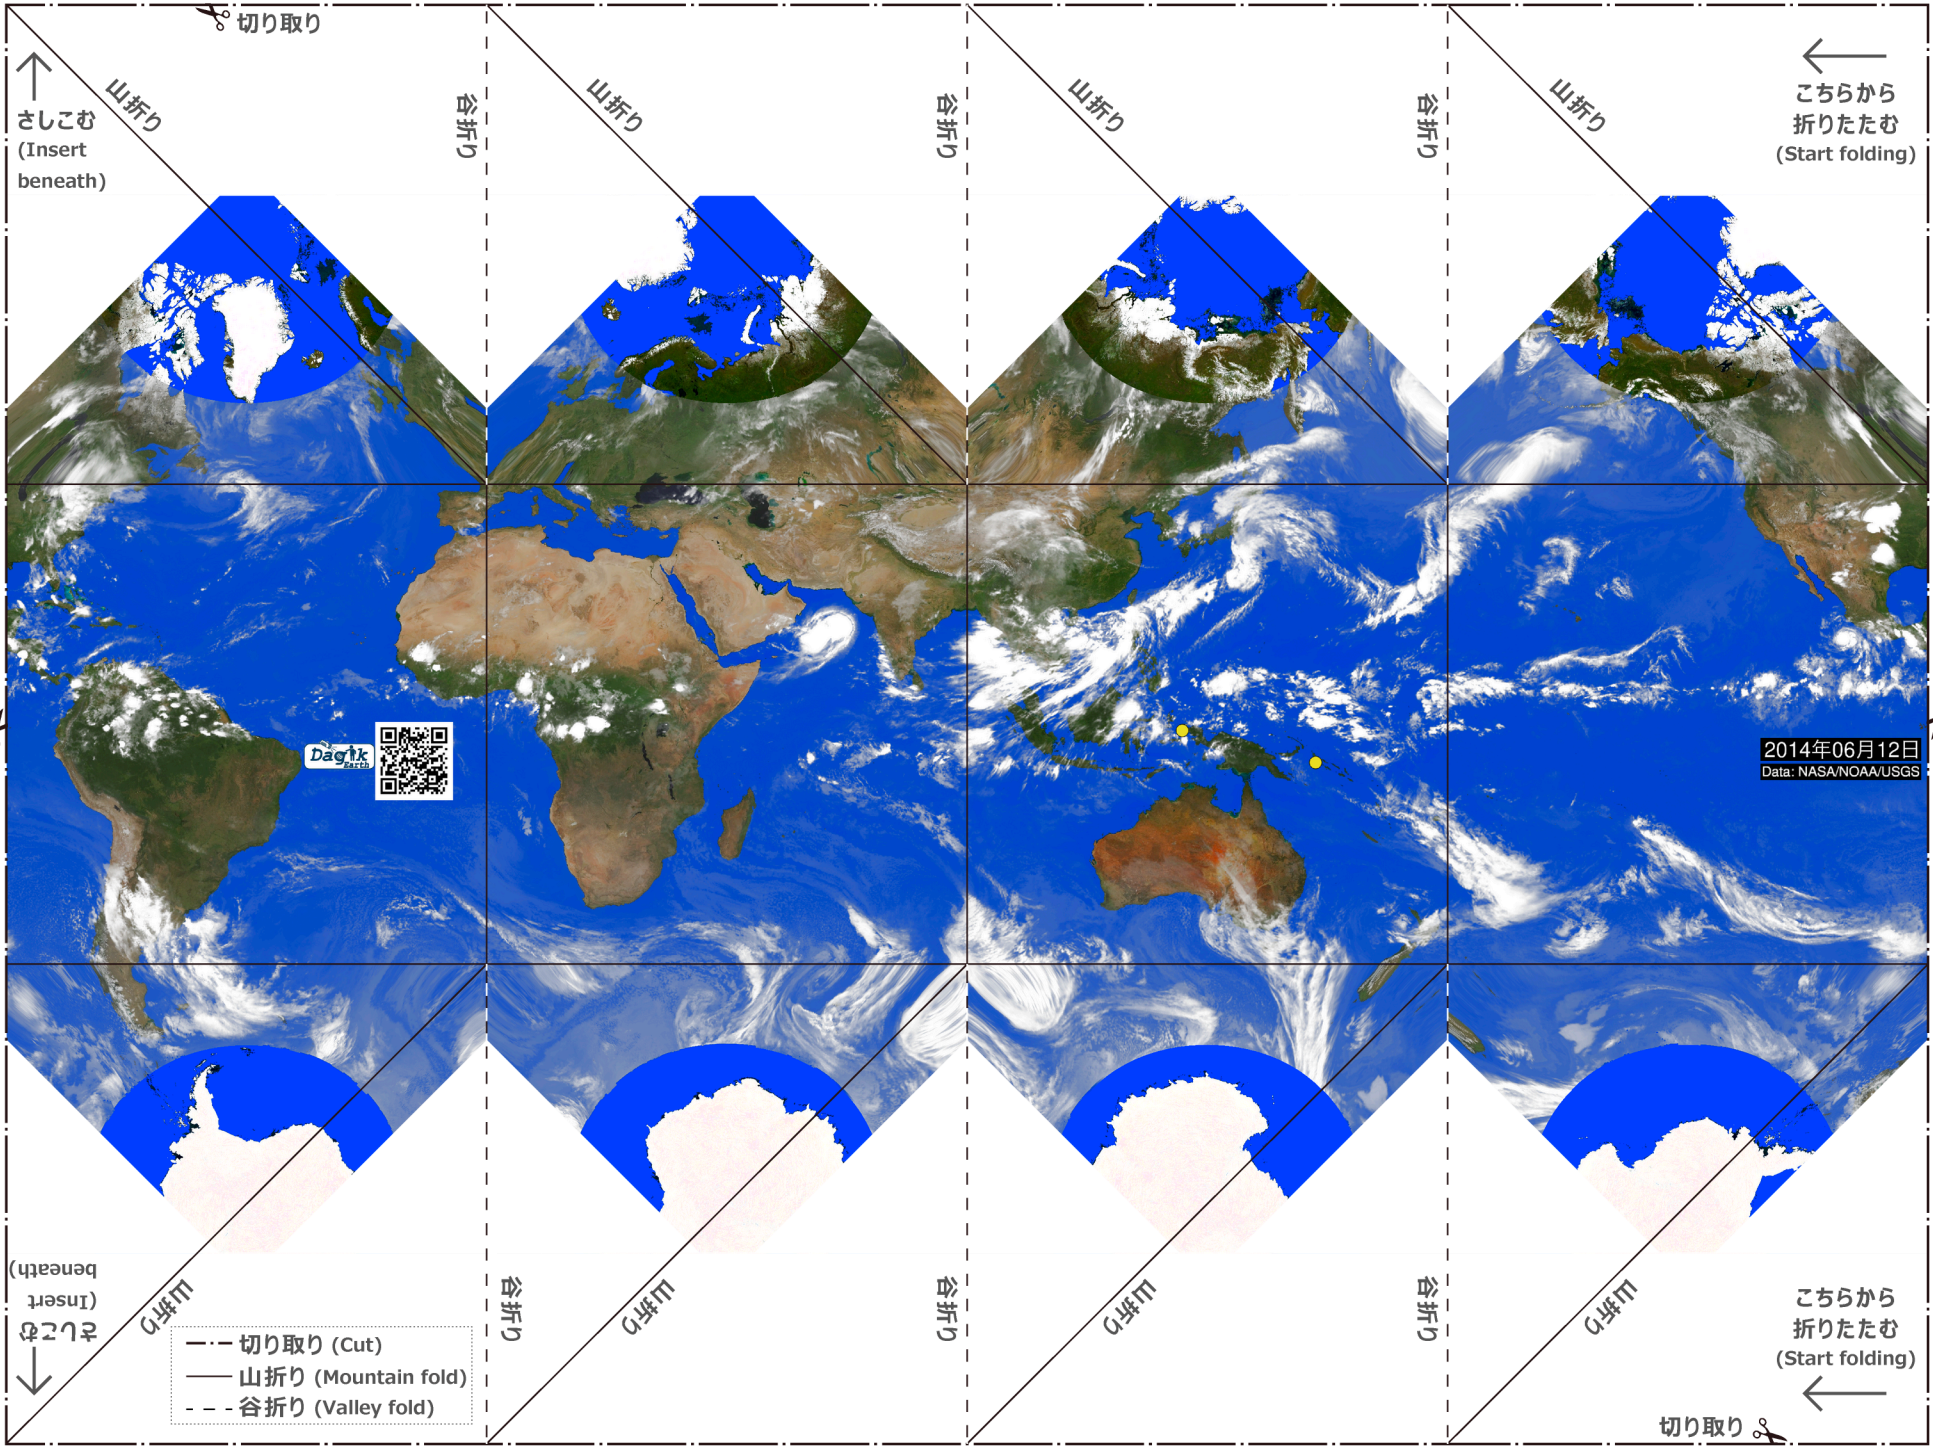 切り取り
山折り
谷折り
山折り
谷折り
山折り
谷折り
山折り
さしこむ
(Insert
beneath)
こちらから
折りたたむ
(Start folding)
Dagik
Earth
2014年06月12日
Data: NASA/NOAA/USGS
さしこむ
(Insert
beneath)
山折り
谷折り
山折り
谷折り
山折り
谷折り
山折り
こちらから
折りたたむ
(Start folding)
切り取り (Cut)
山折り (Mountain fold)
谷折り (Valley fold)
切り取り